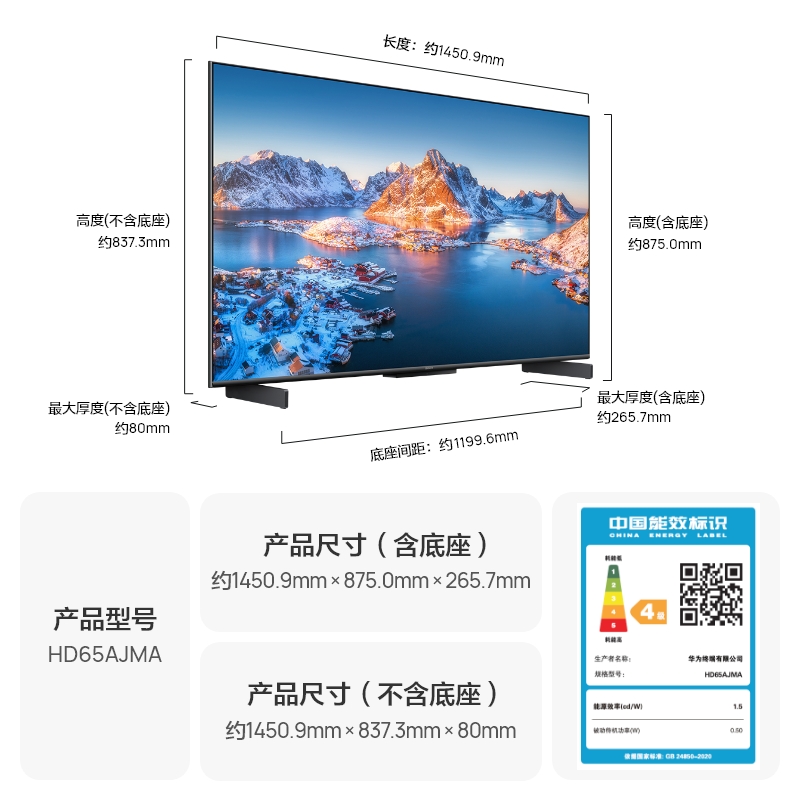 长度：约1450.9mm
高度(不含底座)
约837.3mm
高度(含底座)
约875.0mm
最大厚度(不含底座)
约80mm
最大厚度(含底座)
约265.7mm
底座间距：约1199.6mm
产品型号
HD65AJMA
产品尺寸（含底座）
约1450.9mm×875.0mm×265.7mm
产品尺寸（不含底座）
约1450.9mm×837.3mm×80mm
中国能效标识
CHINA ENERGY LABEL
耗能低
1
2
3
4
5
耗能高
4级
生产者名称： 华为终端有限公司
规格型号： HD65AJMA
能源效率(cd/W) 1.5
被动待机功率(W) 0.50
依据国家标准: GB 24850-2020